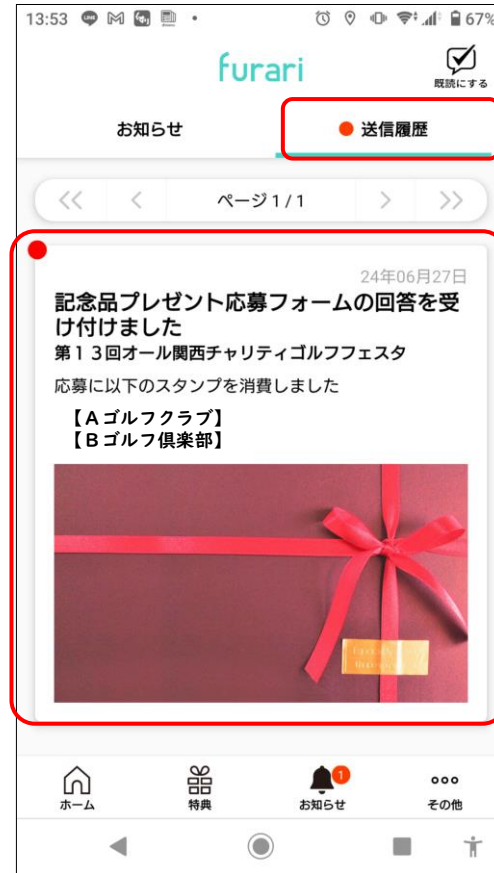 13:53
67%
furari
既読にする
お知らせ
送信履歴
<<
<
ページ 1 / 1
>
>>
24年06月27日
記念品プレゼント応募フォームの回答を受
け付けました
第13回オール関西チャリティゴルフフェスタ
応募に以下のスタンプを消費しました
【Aゴルフクラブ】
【Bゴルフ倶楽部】
1
ホーム
特典
お知らせ
その他